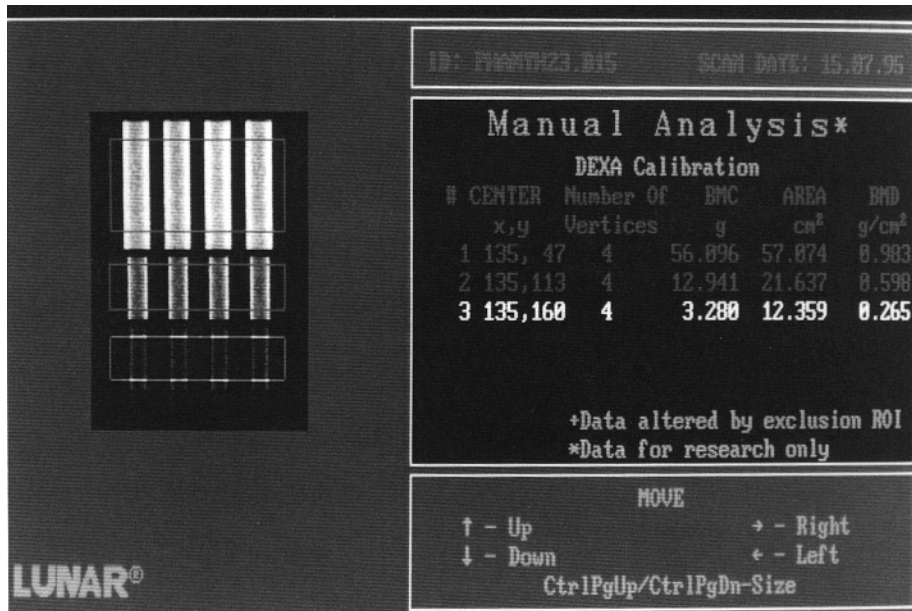 ID: PHAMTH23.B15 SCAN DATE: 15.07.95
Manual Analysis*
DEXA Calibration
# CENTER Number Of BMC AREA BMD
x,y Vertices g cm² g/cm²
1 135, 47 4 56.096 57.074 0.983
2 135,113 4 12.941 21.637 0.598
3 135,160 4 3.280 12.359 0.265
+Data altered by exclusion ROI
*Data for research only
MOVE
↑ - Up → - Right
↓ - Down ← - Left
CtrlPgUp/CtrlPgDn-Size
LUNAR®